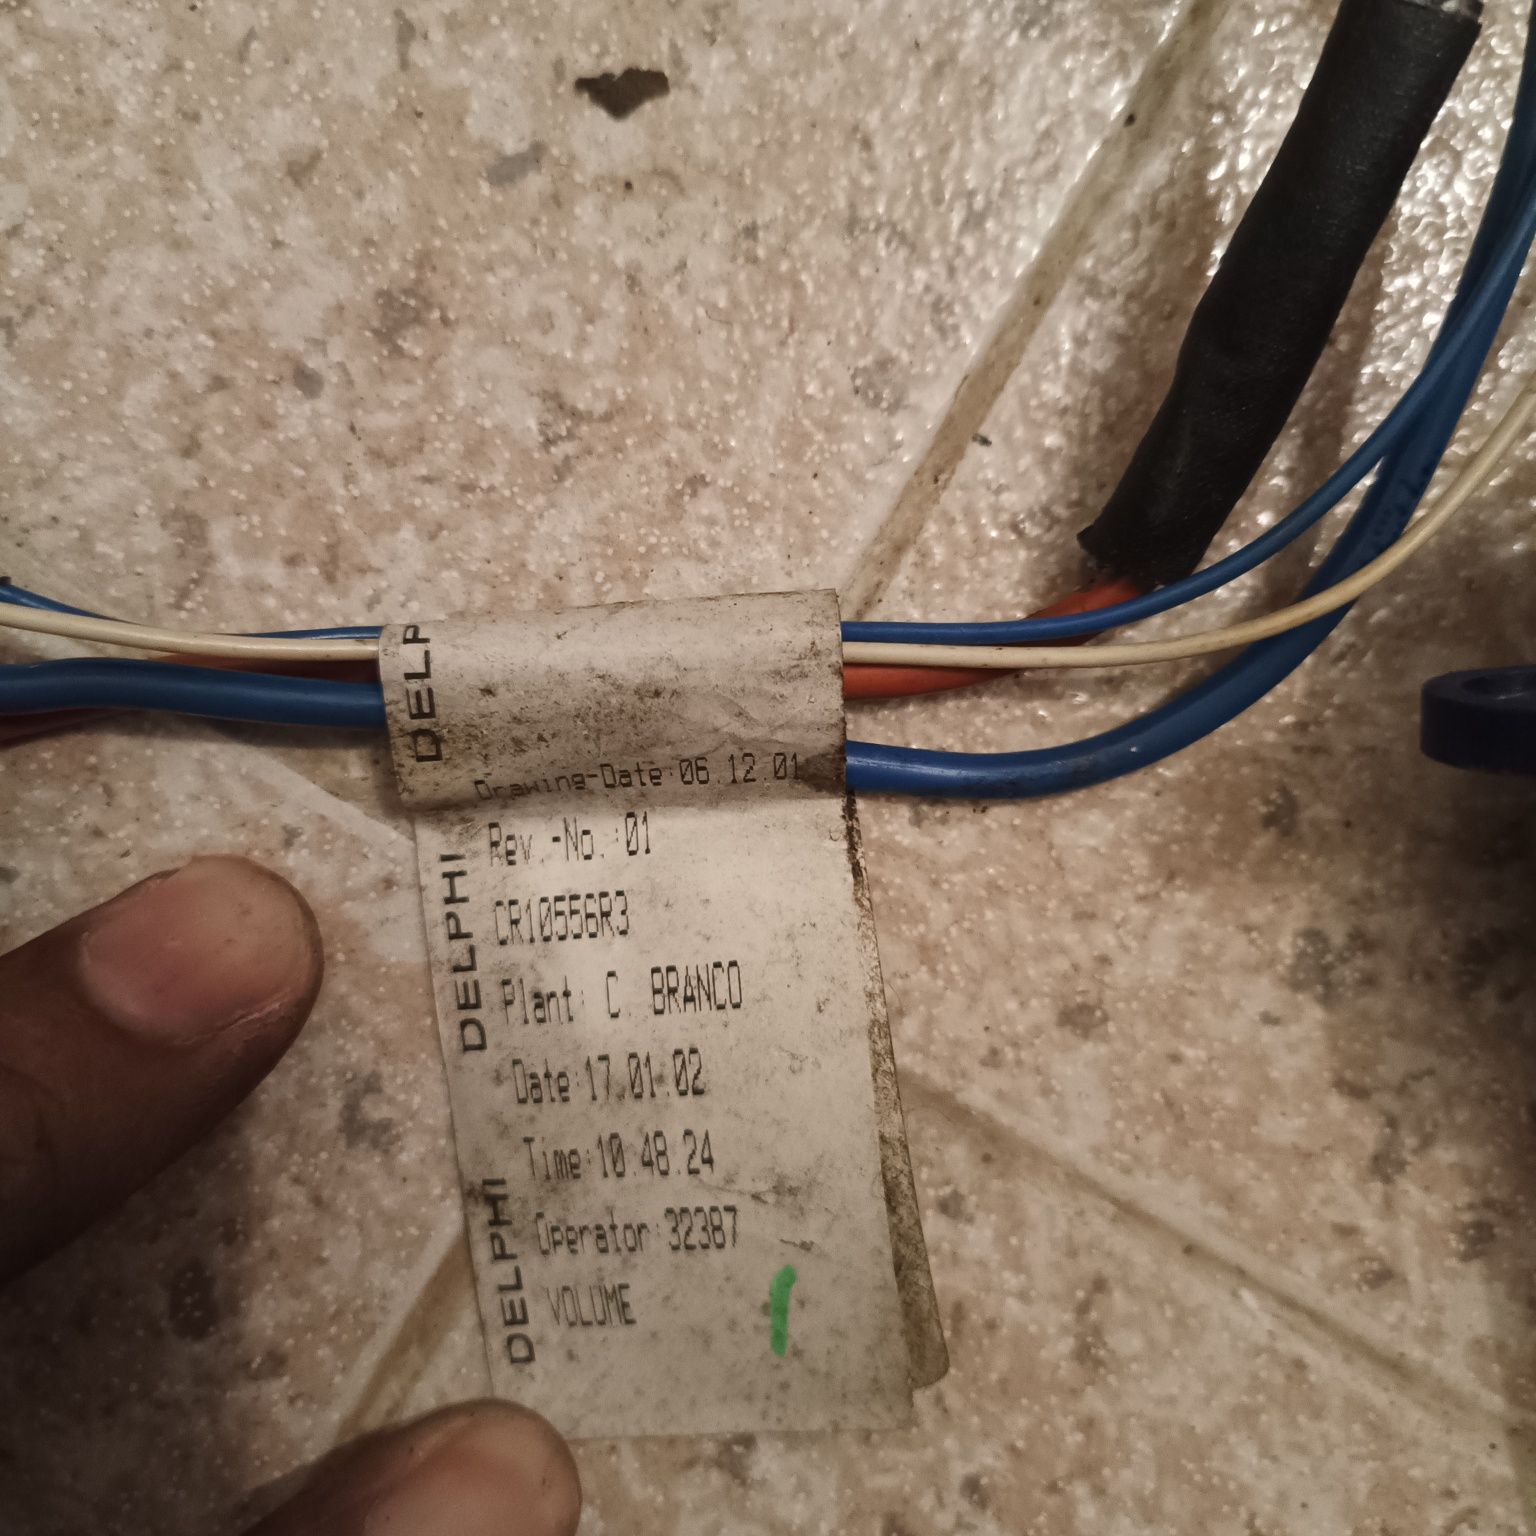 DELP
Drawing-Date:06.12.01
Rev.-No.:01
CR10556R3
Plant: C. BRANCO
Date:17.01.02
Time:10.48.24
Operator:32387
VOLUME
DELPHI
DELPHI